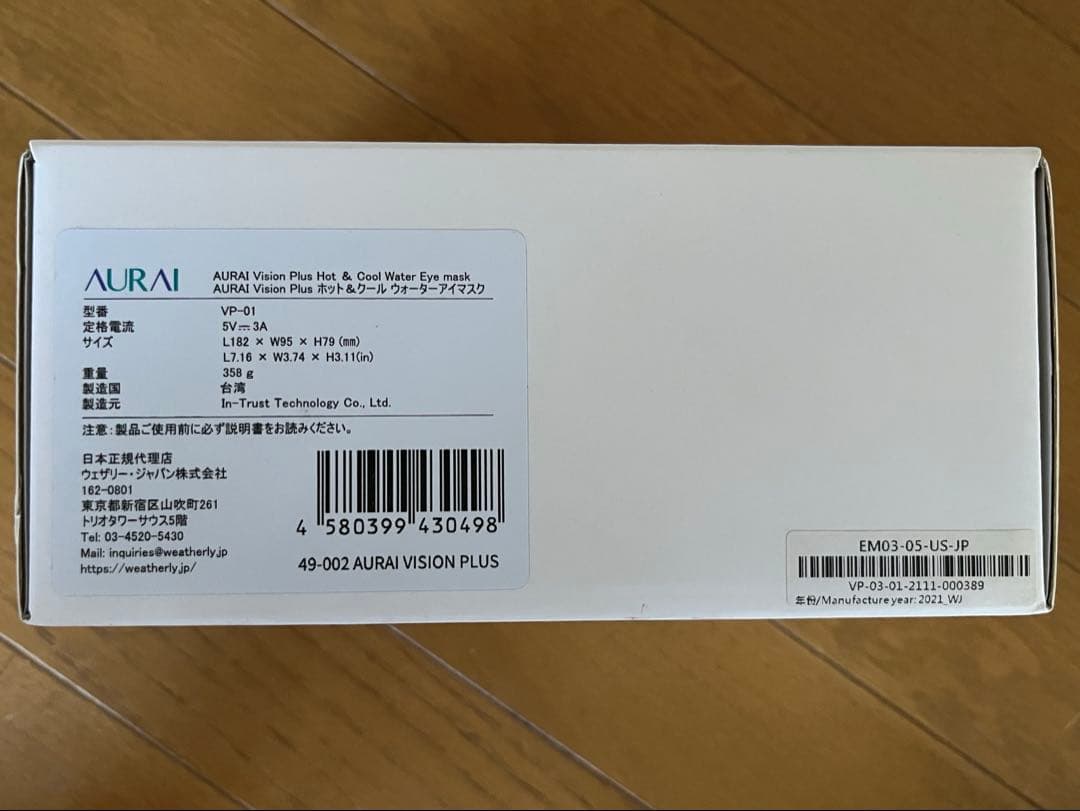 AURAI
AURAI Vision Plus Hot & Cool Water Eye mask
AURAI Vision Plus ホット&クール ウォーターアイマスク
型番 VP-01
定格電流 5V⎓3A
サイズ L182 × W95 × H79 (mm)
L7.16 × W3.74 × H3.11(in)
重量 358 g
製造国 台湾
製造元 In-Trust Technology Co., Ltd.
注意:製品ご使用前に必ず説明書をお読みください。
日本正規代理店
ウェザリー・ジャパン株式会社
162-0801
東京都新宿区山吹町261
トリオタワーサウス5階
Tel: 03-4520-5430
Mail: inquiries@weatherly.jp
https://weatherly.jp/
4 580399 430498
49-002 AURAI VISION PLUS
EM03-05-US-JP
VP-03-01-2111-000389
年份/Manufacture year: 2021_WJ